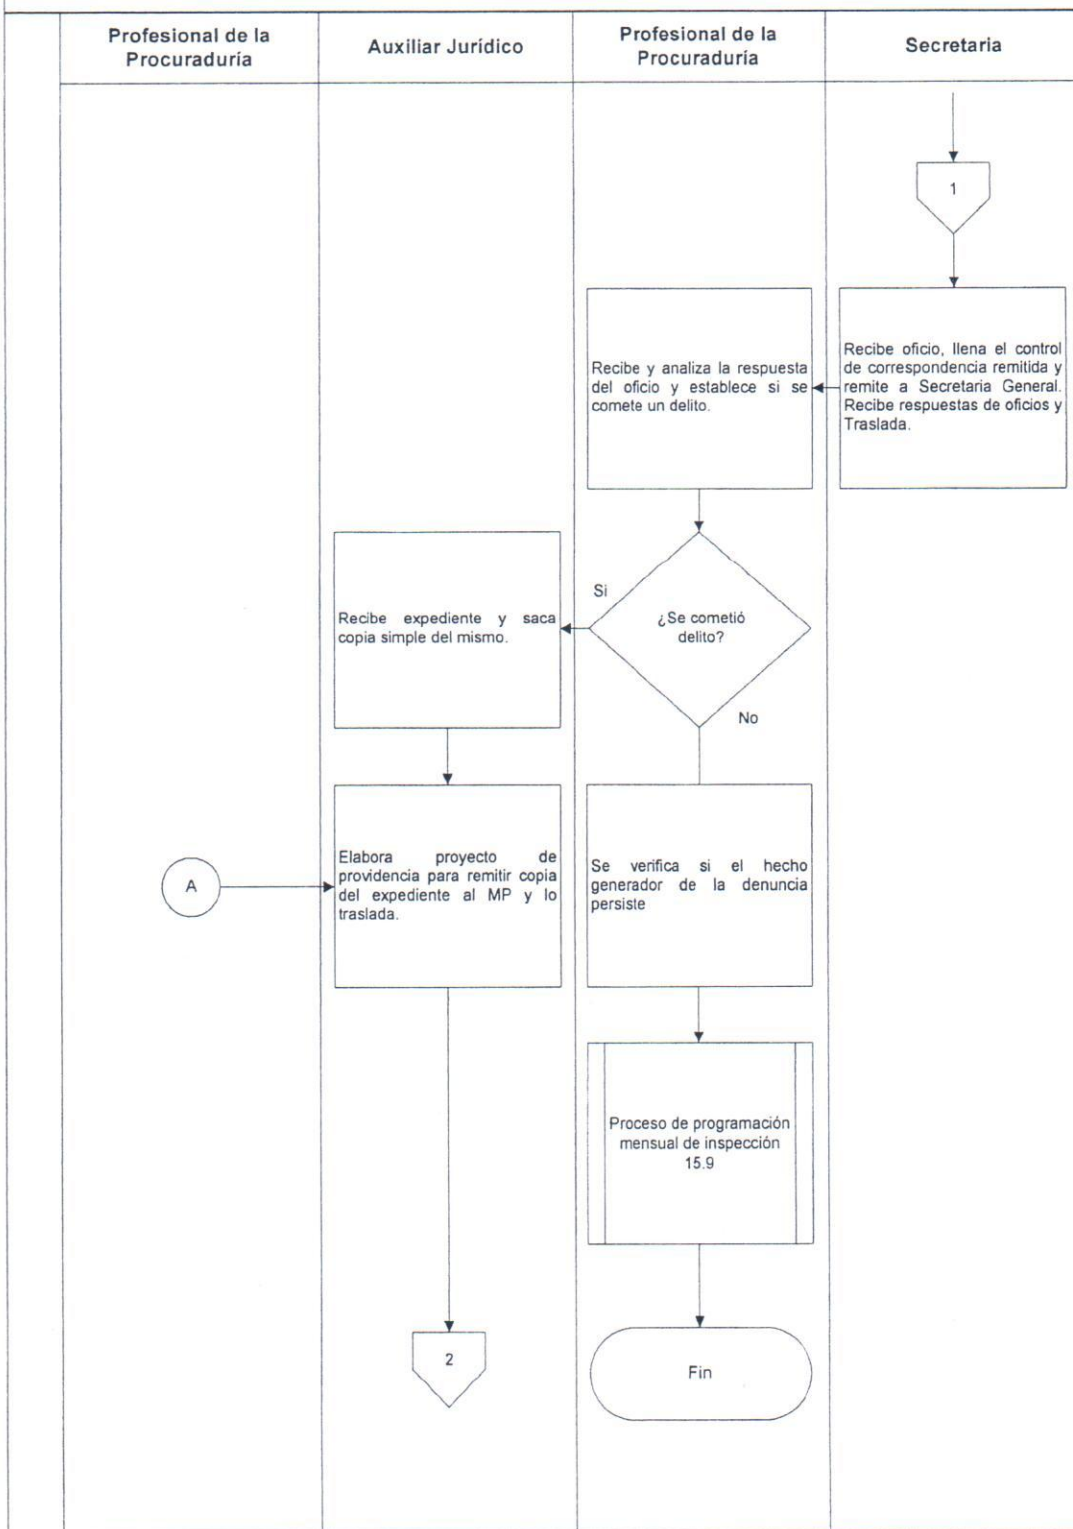 Profesional de la
Procuraduría
Auxiliar Jurídico
Profesional de la
Procuraduría
Secretaria
1
Recibe oficio, llena el control
de correspondencia remitida y
remite a Secretaria General.
Recibe respuestas de oficios y
Traslada.
Recibe y analiza la respuesta
del oficio y establece si se
comete un delito.
¿Se cometió
delito?
Si
No
Recibe expediente y saca
copia simple del mismo.
A
Elabora proyecto de
providencia para remitir copia
del expediente al MP y lo
traslada.
Se verifica si el hecho
generador de la denuncia
persiste
Proceso de programación
mensual de inspección
15.9
2
Fin